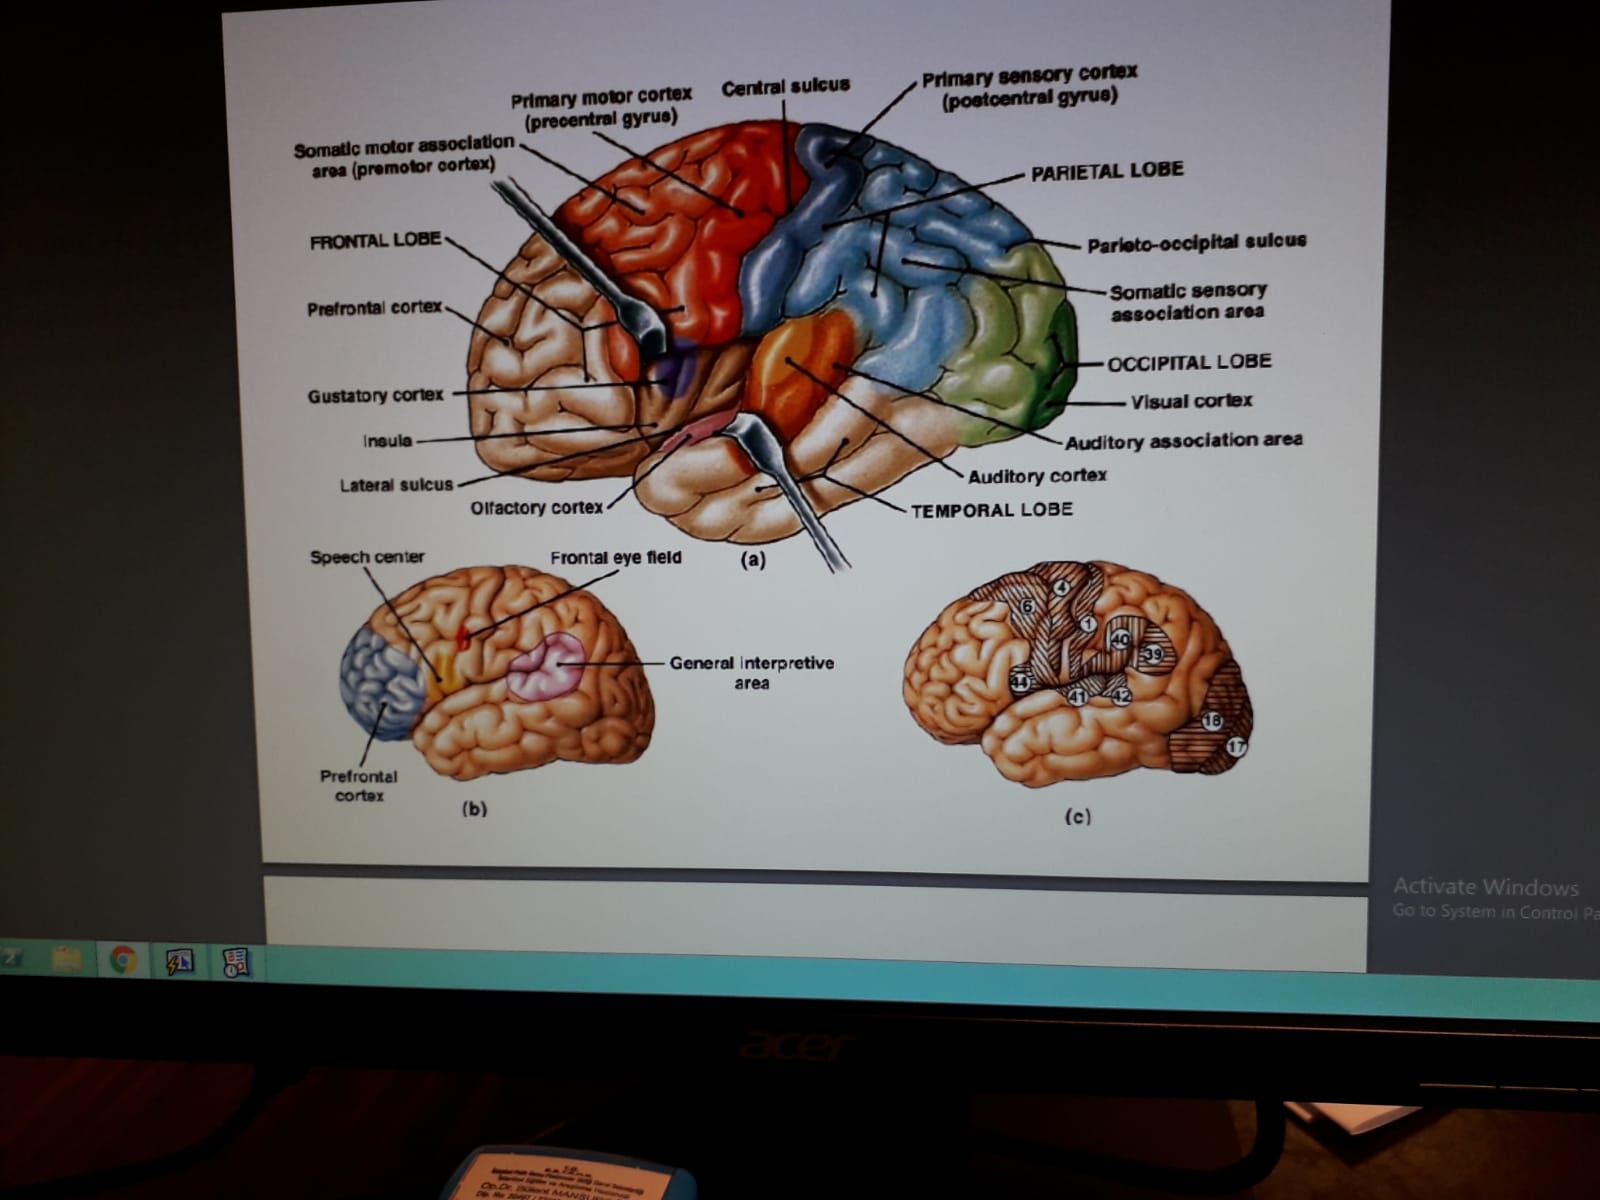 Primary motor cortex
(precentral gyrus)
Central sulcus
Primary sensory cortex
(postcentral gyrus)
Somatic motor association
area (premotor cortex)
PARIETAL LOBE
FRONTAL LOBE
Parieto-occipital sulcus
Prefrontal cortex
Somatic sensory
association area
OCCIPITAL LOBE
Gustatory cortex
Visual cortex
Insula
Auditory association area
Lateral sulcus
Auditory cortex
Olfactory cortex
TEMPORAL LOBE
(a)
Speech center
Frontal eye field
General interpretive
area
Prefrontal
cortex
(b)
6
4
1
40
39
44
41
42
18
17
(c)
Activate Windows
Go to System in Control Pa
acer
Op.Dr. Bülent